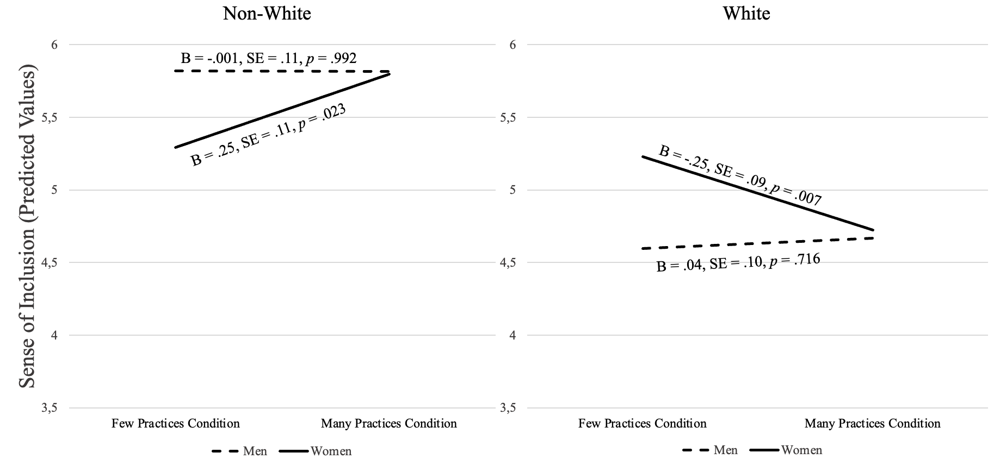 Non-White
White
Sense of Inclusion (Predicted Values)
6
5,5
5
4,5
4
3,5
B = -.001, SE = .11, p = .992
B = .25, SE = .11, p = .023
Few Practices Condition
Many Practices Condition
Men
Women
6
5,5
5
4,5
4
3,5
B = -.25, SE = .09, p = .007
B = .04, SE = .10, p = .716
Few Practices Condition
Many Practices Condition
Men
Women